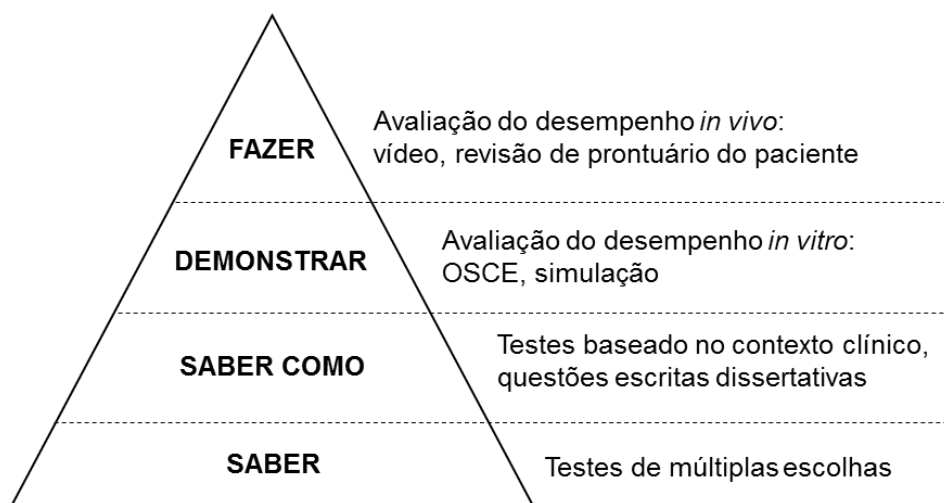 FAZER
Avaliação do desempenho in vivo:
vídeo, revisão de prontuário do paciente
DEMONSTRAR
Avaliação do desempenho in vitro:
OSCE, simulação
SABER COMO
Testes baseado no contexto clínico,
questões escritas dissertativas
SABER
Testes de múltiplas escolhas